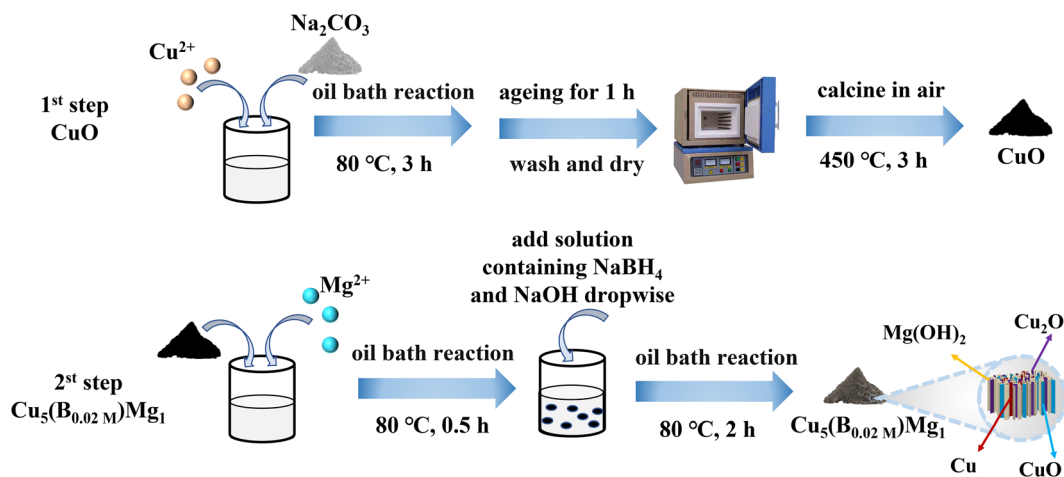 Na₂CO₃
Cu²⁺
1ˢᵗ step
CuO
oil bath reaction
80 °C, 3 h
ageing for 1 h
wash and dry
calcine in air
450 °C, 3 h
CuO
add solution
containing NaBH₄
and NaOH dropwise
Mg²⁺
2ˢᵗ step
Cu₅(B₀.₀₂ M)Mg₁
oil bath reaction
80 °C, 0.5 h
oil bath reaction
80 °C, 2 h
Cu₅(B₀.₀₂ M)Mg₁
Mg(OH)₂
Cu₂O
Cu
CuO